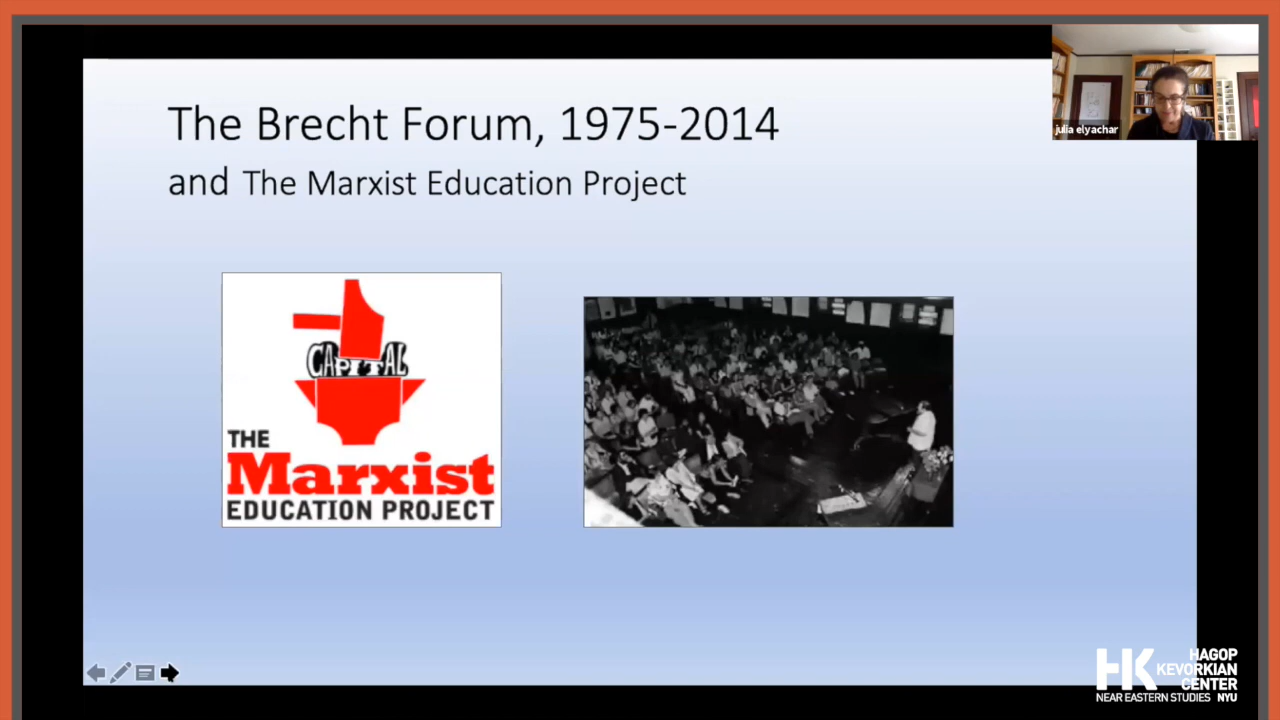 The Brecht Forum, 1975-2014
and The Marxist Education Project
julia elyachar
CAPITAL
THE
Marxist
EDUCATION PROJECT
HK HAGOP
KEVORKIAN
CENTER
NEAR EASTERN STUDIES NYU